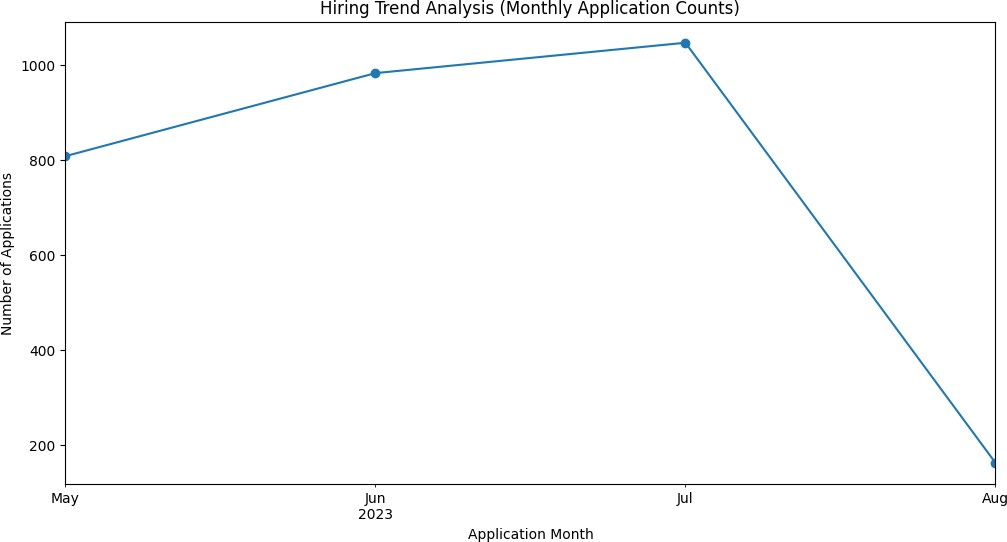 Hiring Trend Analysis (Monthly Application Counts)
Number of Applications
1000
800
600
400
200
May
Jun
2023
Jul
Aug
Application Month